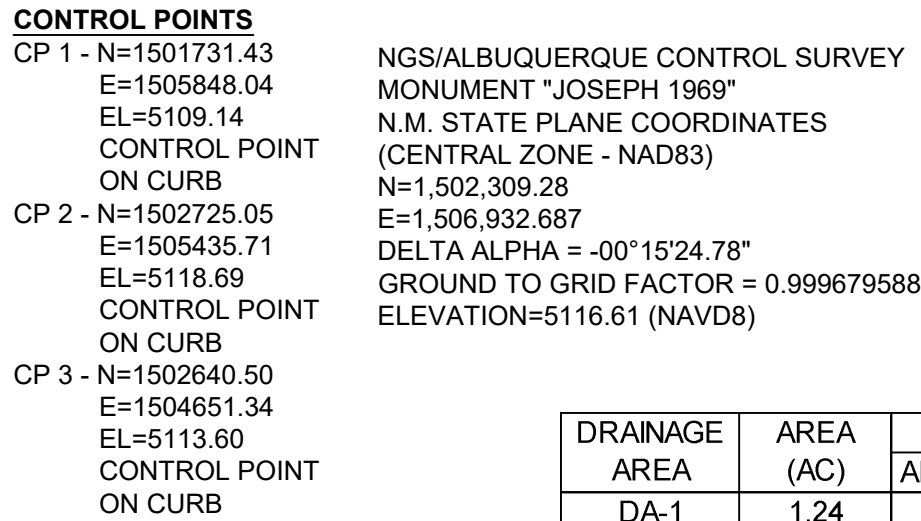 CONTROL POINTS
CP 1 - N=1501731.43
E=1505848.04
EL=5109.14
CONTROL POINT
ON CURB
CP 2 - N=1502725.05
E=1505435.71
EL=5118.69
CONTROL POINT
ON CURB
CP 3 - N=1502640.50
E=1504651.34
EL=5113.60
CONTROL POINT
ON CURB
NGS/ALBUQUERQUE CONTROL SURVEY
MONUMENT "JOSEPH 1969"
N.M. STATE PLANE COORDINATES
(CENTRAL ZONE - NAD83)
N=1,502,309.28
E=1,506,932.687
DELTA ALPHA = -00°15'24.78"
GROUND TO GRID FACTOR = 0.999679588
ELEVATION=5116.61 (NAVD8)
DRAINAGE AREA
AREA (AC) A
DA-1 1.24